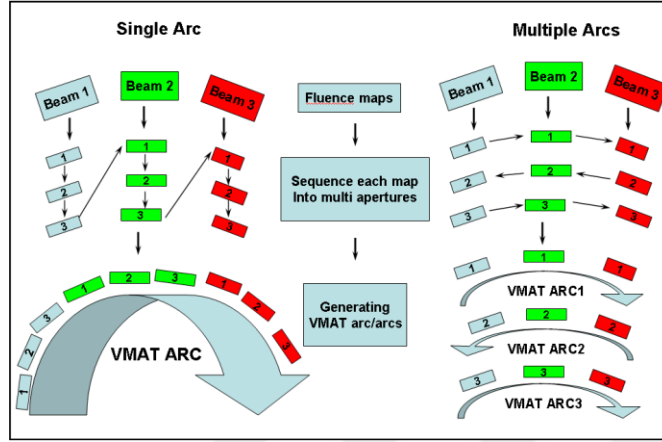 Single Arc
Beam 1
Beam 2
Beam 3
1
2
3
1
2
3
1
2
3
1
2
3
1
2
3
1
2
3
VMAT ARC
Fluence maps
Sequence each map
Into multi apertures
Generating
VMAT arc/arcs
Multiple Arcs
Beam 1
Beam 2
Beam 3
1
1
1
2
2
2
3
3
3
1
1
1
VMAT ARC1
2
2
2
VMAT ARC2
3
3
3
VMAT ARC3